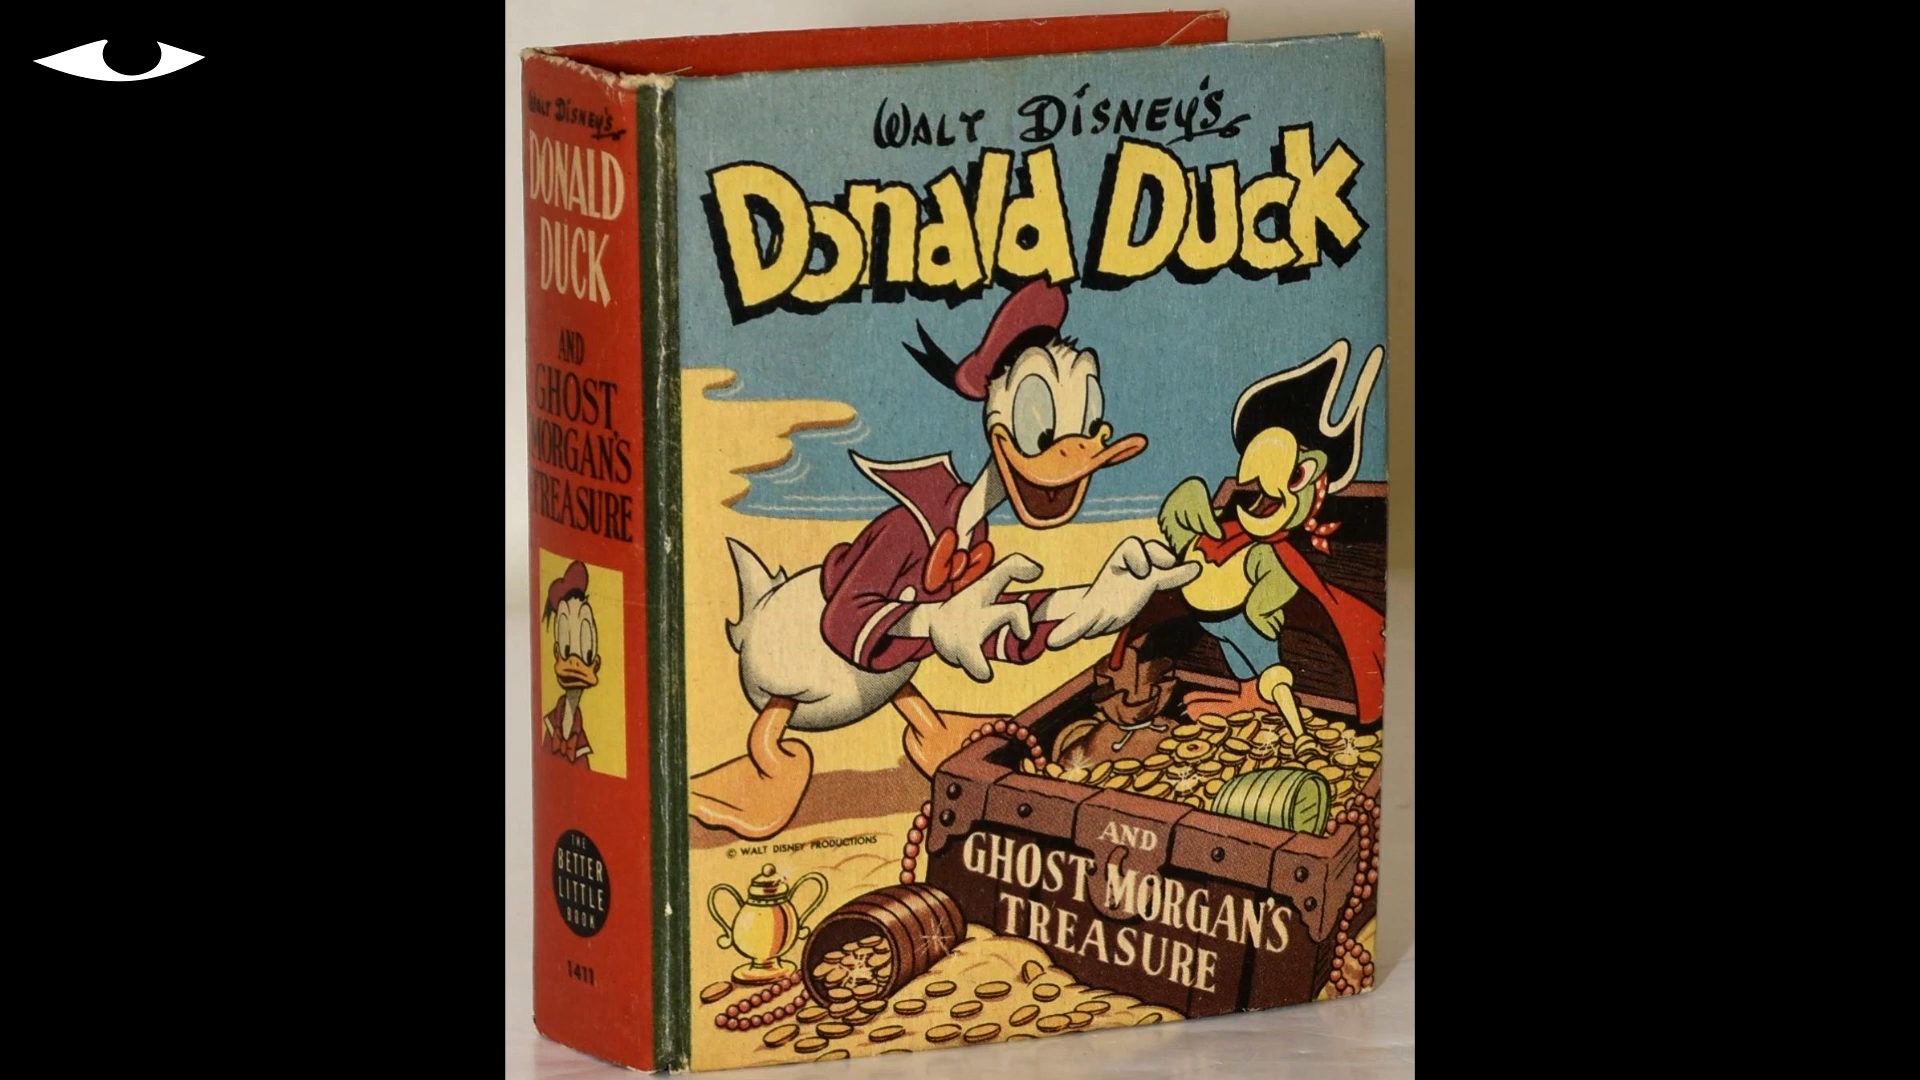 WALT DISNEY'S
DONALD
DUCK
AND
GHOST
MORGAN'S
TREASURE
THE
BETTER
LITTLE
BOOK
1411
WALT DISNEY'S
Donald Duck
© WALT DISNEY PRODUCTIONS
AND
GHOST MORGAN'S
TREASURE